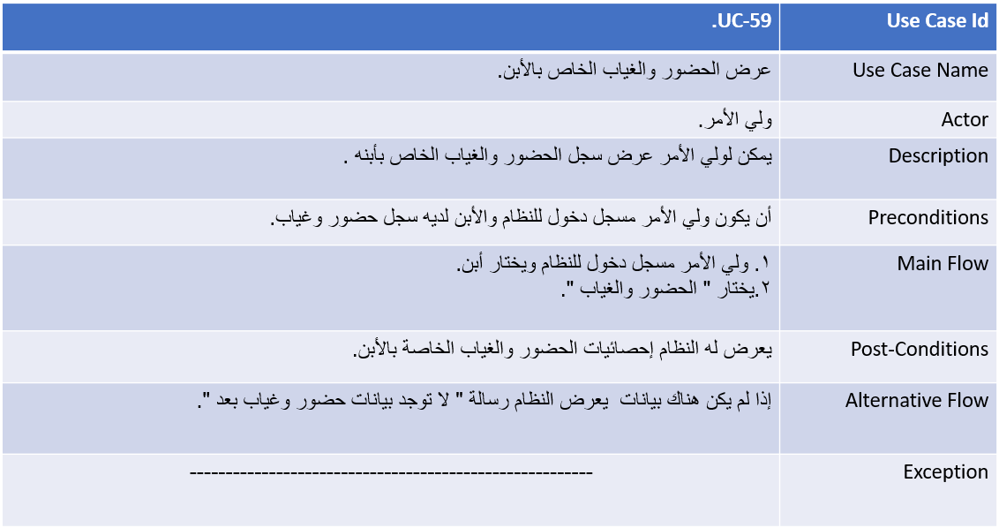 Use Case Id
UC-59.
Use Case Name
عرض الحضور والغياب الخاص بالأبن.
Actor
ولي الأمر.
Description
يمكن لولي الأمر عرض سجل الحضور والغياب الخاص بأبنه .
Preconditions
أن يكون ولي الأمر مسجل دخول للنظام والأبن لديه سجل حضور وغياب.
Main Flow
١. ولي الأمر مسجل دخول للنظام ويختار أبن.
٢.يختار " الحضور والغياب ".
Post-Conditions
يعرض له النظام إحصائيات الحضور والغياب الخاصة بالأبن.
Alternative Flow
إذا لم يكن هناك بيانات  يعرض النظام رسالة " لا توجد بيانات حضور وغياب بعد ".
Exception
--------------------------------------------------------